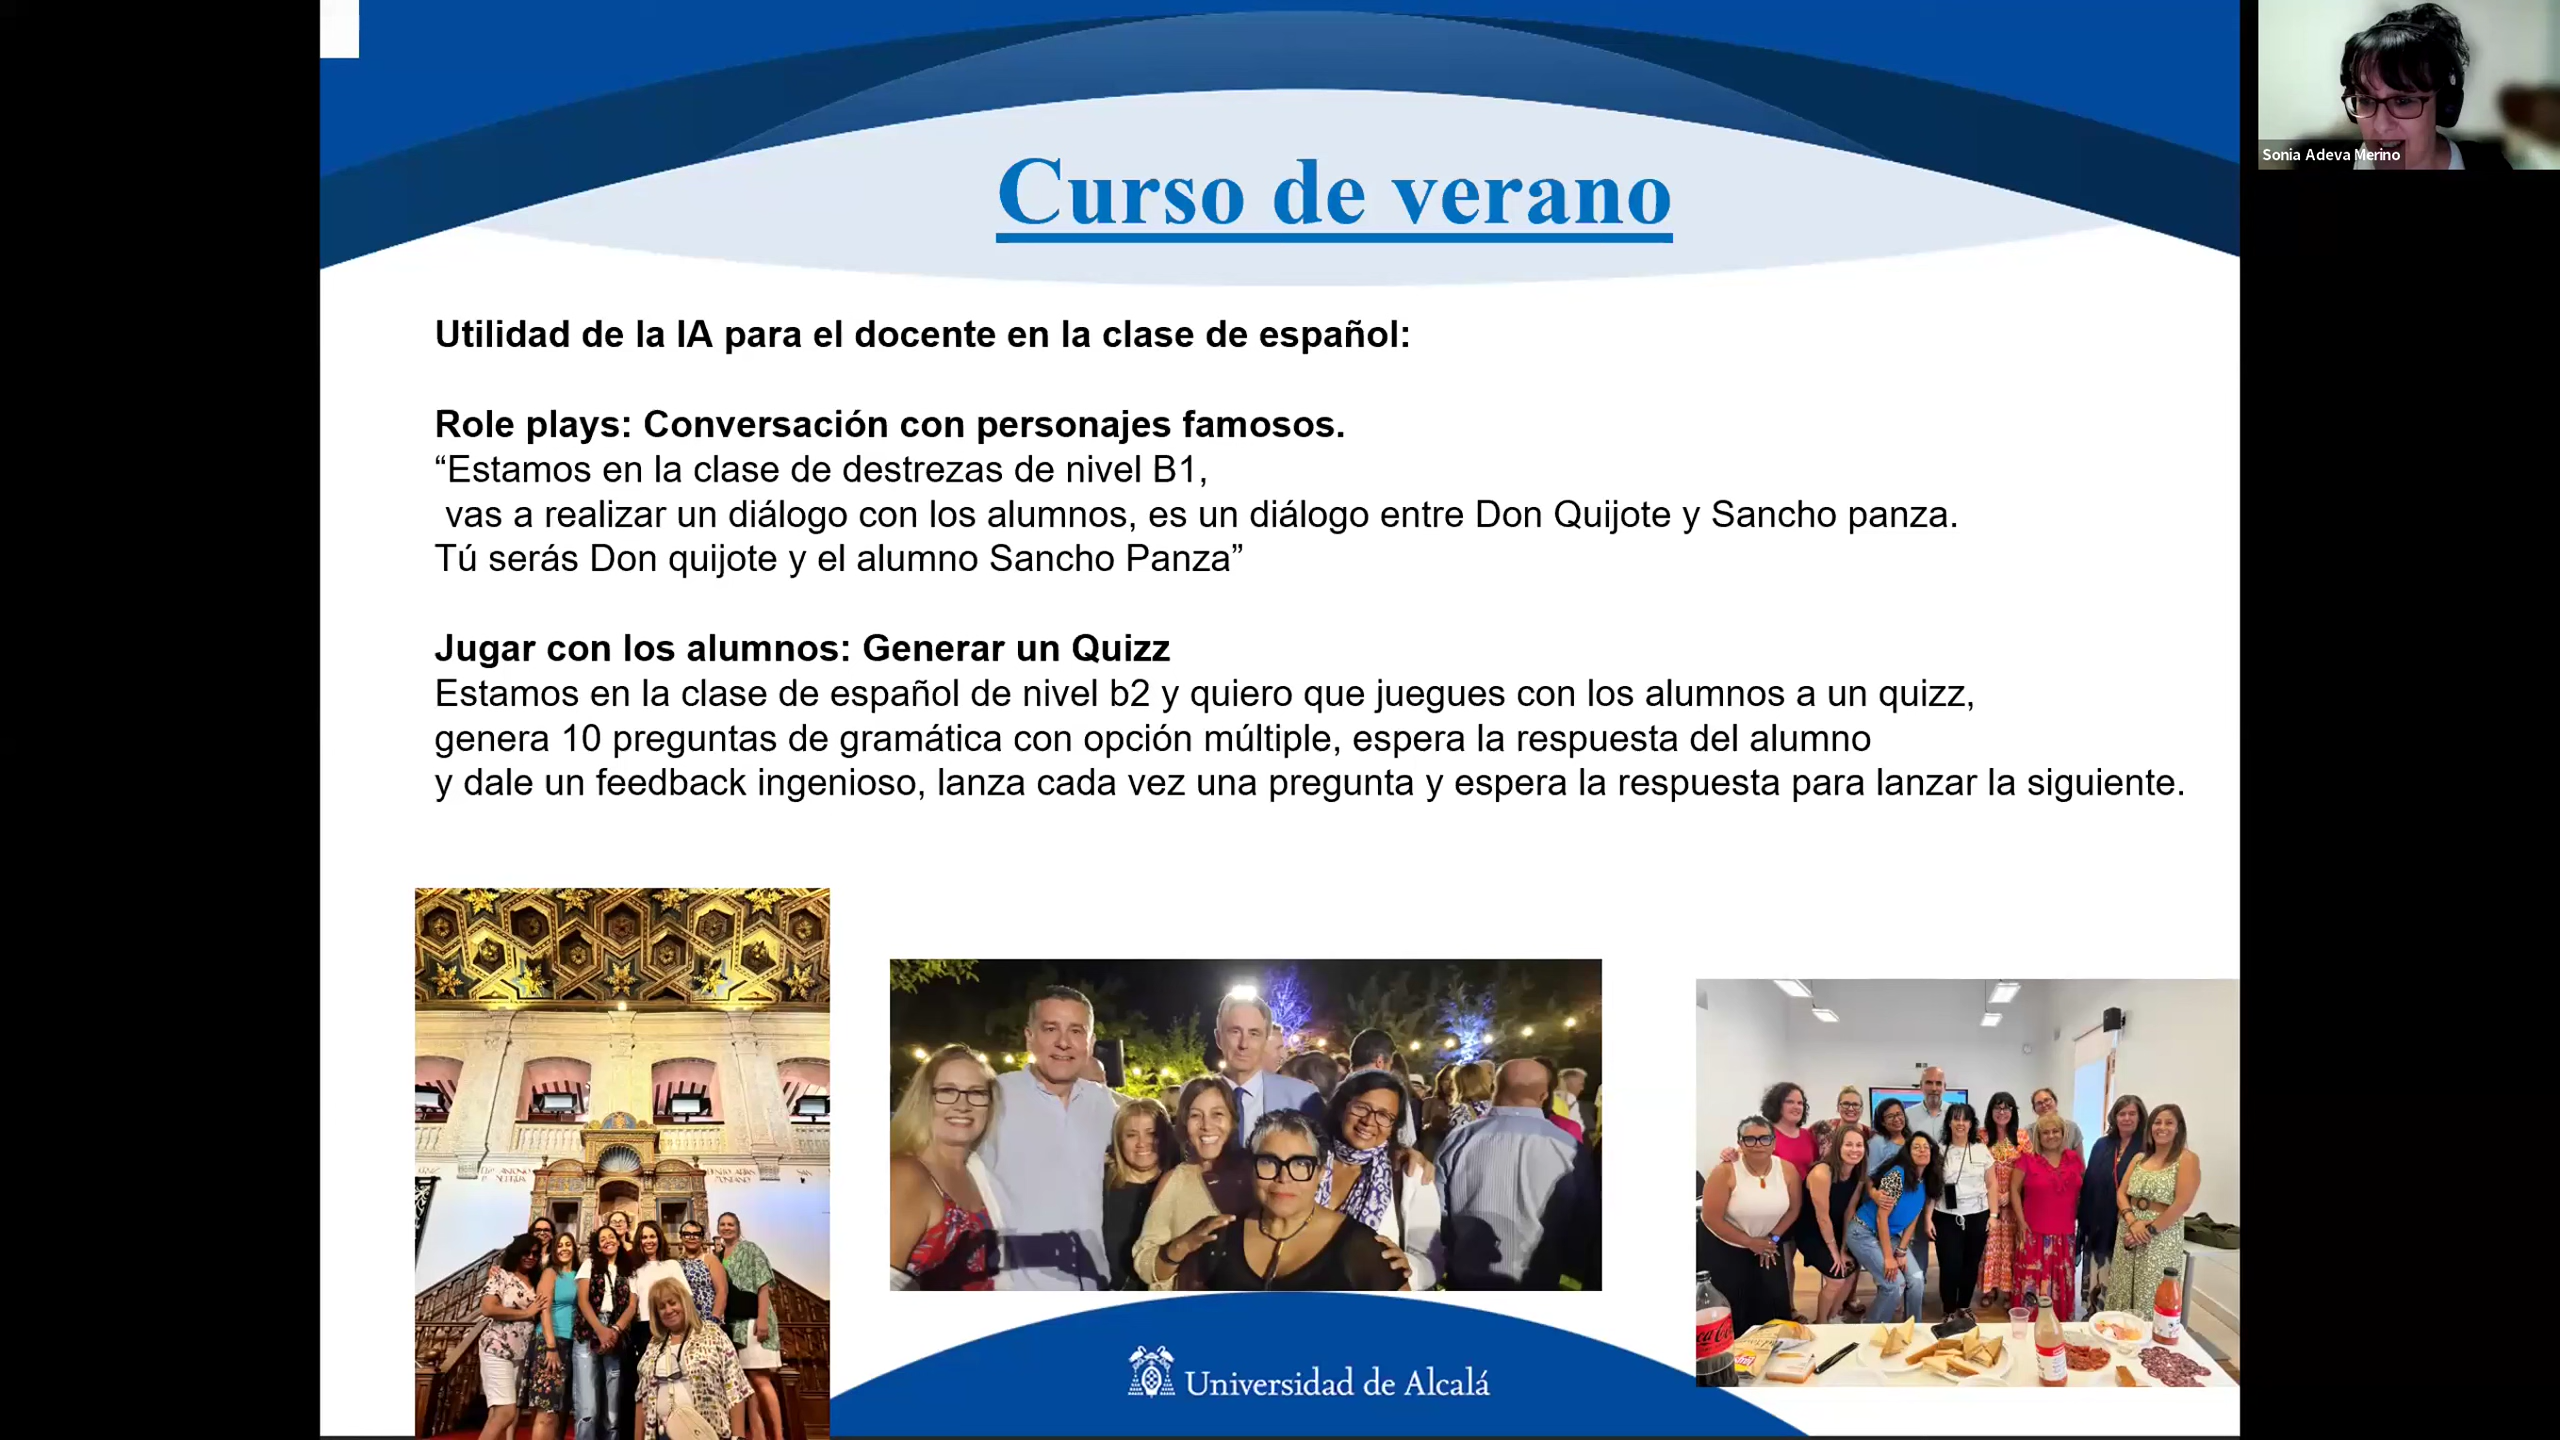 Curso de verano
Sonia Adeva Merino
Utilidad de la IA para el docente en la clase de español:
Role plays: Conversación con personajes famosos.
“Estamos en la clase de destrezas de nivel B1,
vas a realizar un diálogo con los alumnos, es un diálogo entre Don Quijote y Sancho panza.
Tú serás Don quijote y el alumno Sancho Panza”
Jugar con los alumnos: Generar un Quizz
Estamos en la clase de español de nivel b2 y quiero que juegues con los alumnos a un quizz,
genera 10 preguntas de gramática con opción múltiple, espera la respuesta del alumno
y dale un feedback ingenioso, lanza cada vez una pregunta y espera la respuesta para lanzar la siguiente.
Universidad de Alcalá